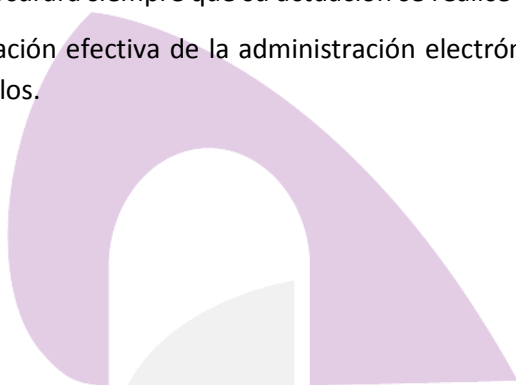 siempre que su actuación se realice
ación efectiva de la administración electrón
los.